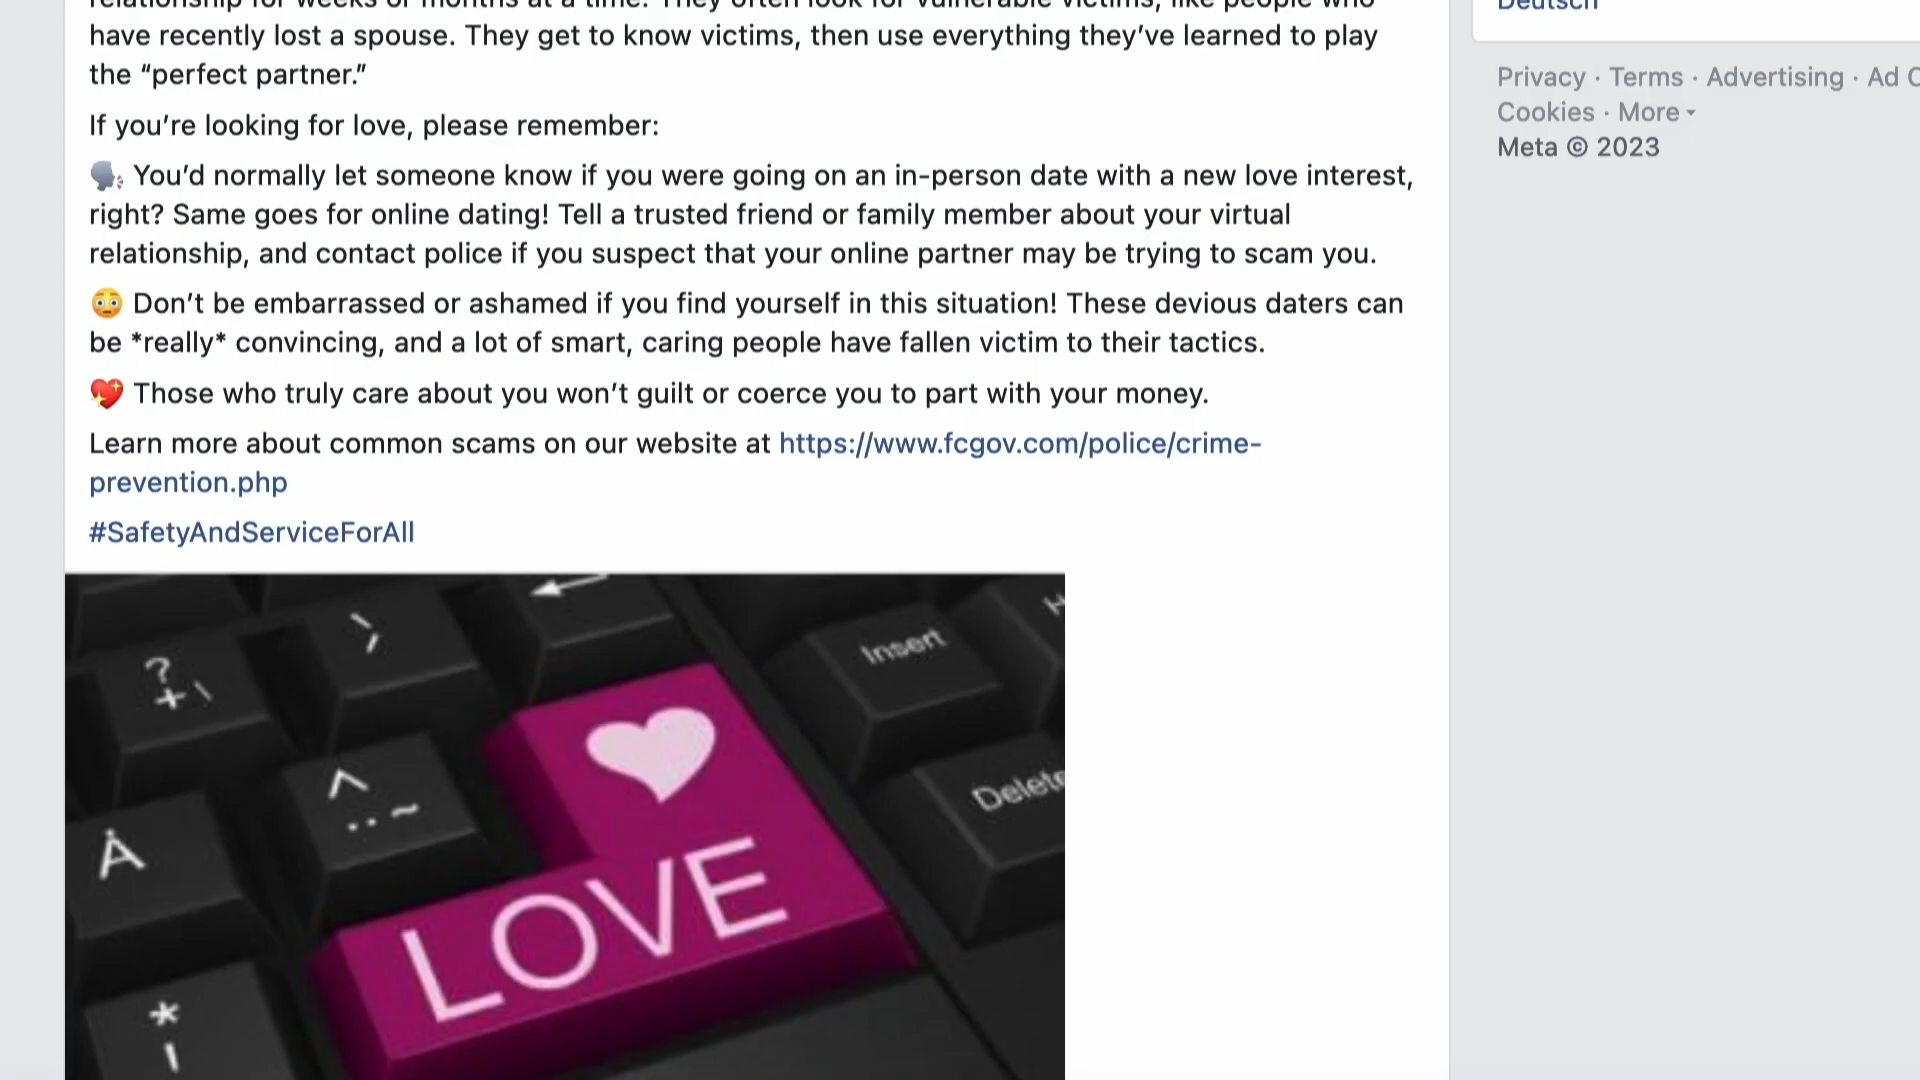 have recently lost a spouse. They get to know victims, then use everything they’ve learned to play
the “perfect partner.”
If you’re looking for love, please remember:
🗣 You’d normally let someone know if you were going on an in-person date with a new love interest,
right? Same goes for online dating! Tell a trusted friend or family member about your virtual
relationship, and contact police if you suspect that your online partner may be trying to scam you.
😳 Don’t be embarrassed or ashamed if you find yourself in this situation! These devious daters can
be *really* convincing, and a lot of smart, caring people have fallen victim to their tactics.
💖 Those who truly care about you won’t guilt or coerce you to part with your money.
Learn more about common scams on our website at https://www.fcgov.com/police/crime-
prevention.php
#SafetyAndServiceForAll
Deutsch
Privacy · Terms · Advertising · Ad C
Cookies · More
Meta © 2023
Insert
Delete
?
+ \
^
¨ ~
Å
*
LOVE